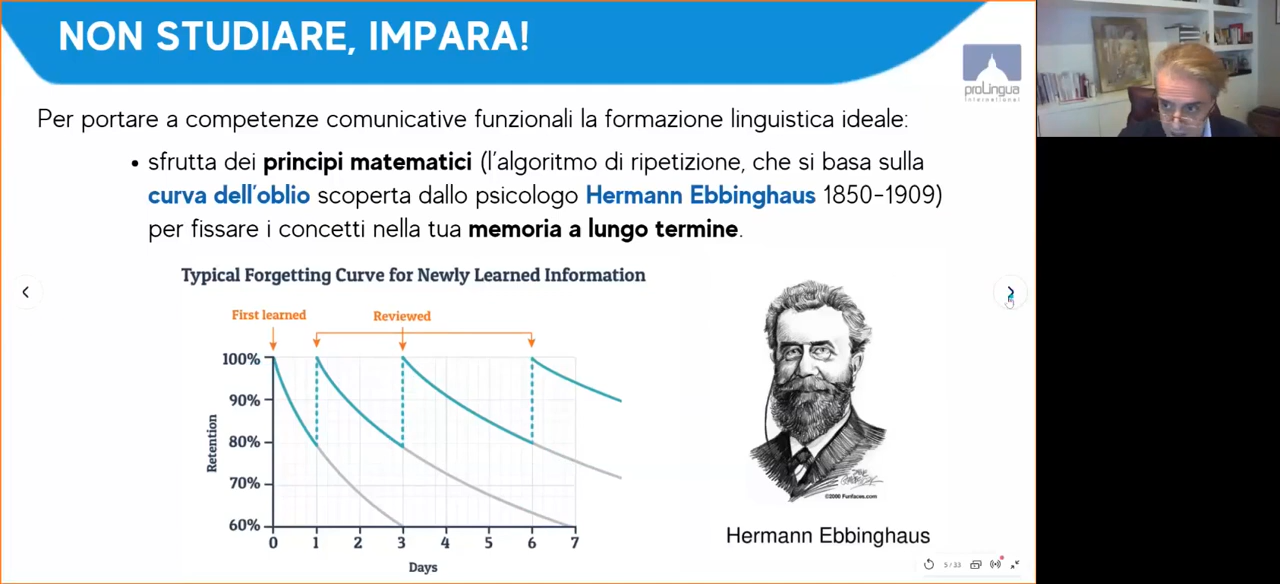 NON STUDIARE, IMPARA!
proLingua
International
Per portare a competenze comunicative funzionali la formazione linguistica ideale:
• sfrutta dei principi matematici (l'algoritmo di ripetizione, che si basa sulla
curva dell'oblio scoperta dallo psicologo Hermann Ebbinghaus 1850-1909)
per fissare i concetti nella tua memoria a lungo termine.
Typical Forgetting Curve for Newly Learned Information
First learned
Reviewed
100%
90%
80%
70%
60%
Retention
0 1 2 3 4 5 6 7
Days
©2000 Funfaces.com
Hermann Ebbinghaus
5 / 33